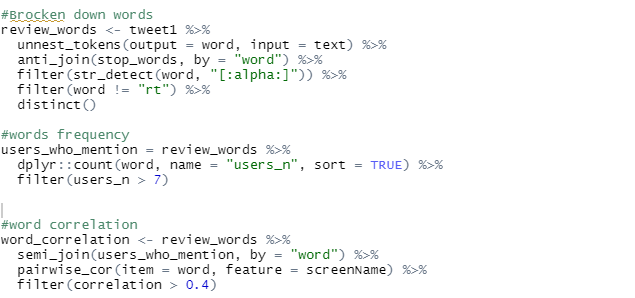 #Brocken down words
review_words <- tweet1 %>%
  unnest_tokens(output = word, input = text) %>%
  anti_join(stop_words, by = "word") %>%
  filter(str_detect(word, "[:alpha:]")) %>%
  filter(word != "rt") %>%
  distinct()

#words frequency
users_who_mention = review_words %>%
  dplyr::count(word, name = "users_n", sort = TRUE) %>%
  filter(users_n > 7)

#word correlation
word_correlation <- review_words %>%
  semi_join(users_who_mention, by = "word") %>%
  pairwise_cor(item = word, feature = screenName) %>%
  filter(correlation > 0.4)